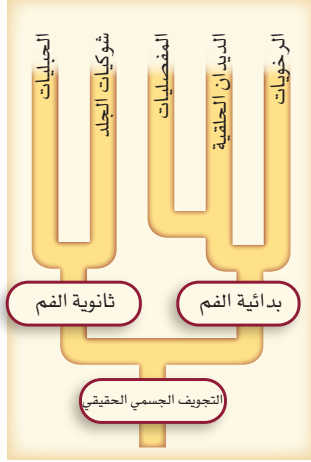 الرخويات
الديدان الحلقية
المفصليات
شوكيات الجلد
الحبليات
بدائية الفم
ثانوية الفم
التجويف الجسمي الحقيقي